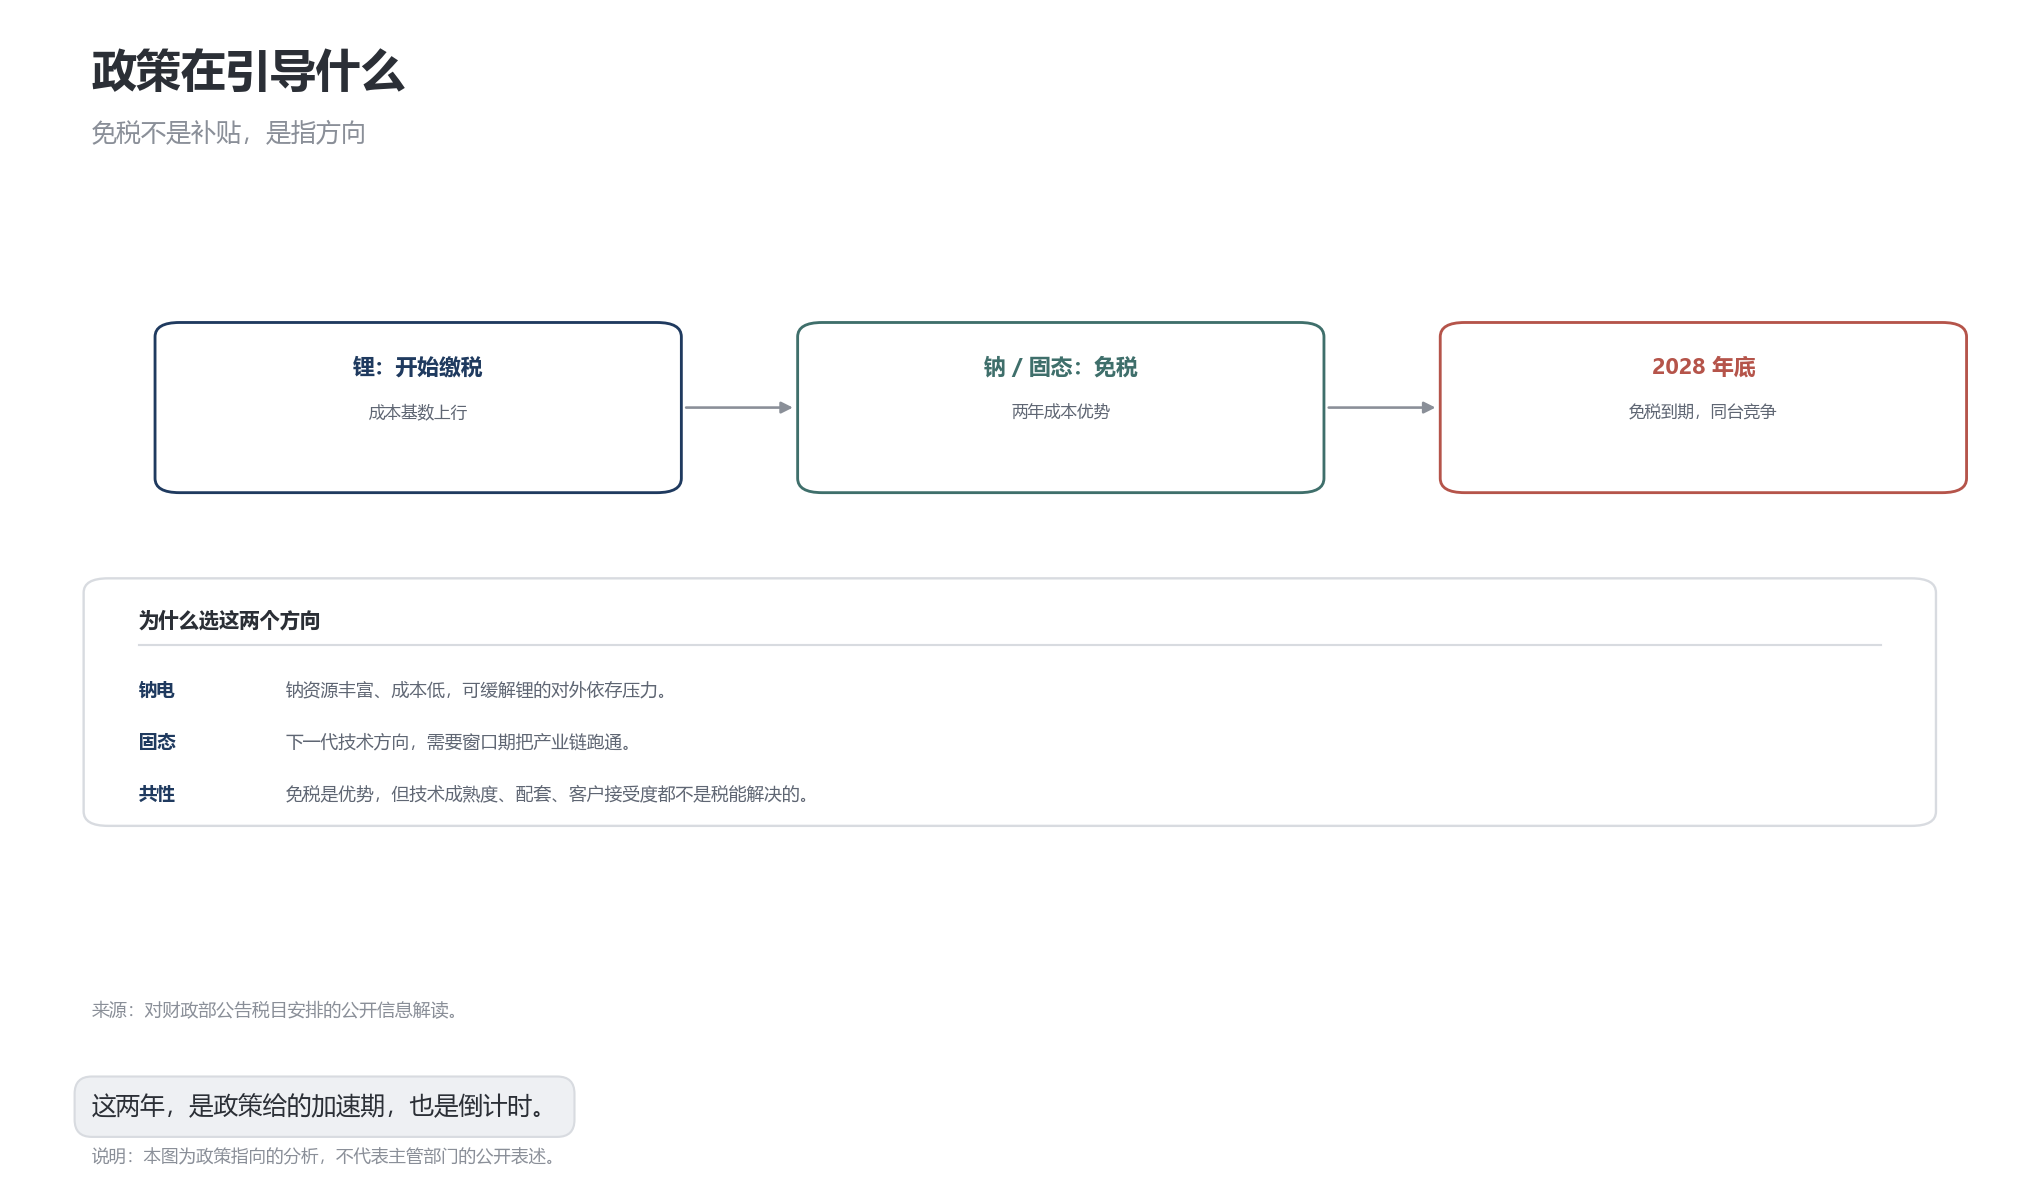 政策在引导什么
免税不是补贴，是指方向
锂：开始缴税
成本基数上行
钠 / 固态：免税
两年成本优势
2028 年底
免税到期，同台竞争
为什么选这两个方向
钠电 钠资源丰富、成本低，可缓解锂的对外依存压力。
固态 下一代技术方向，需要窗口期把产业链跑通。
共性 免税是优势，但技术成熟度、配套、客户接受度都不是税能解决的。
来源：对财政部公告税目安排的公开信息解读。
这两年，是政策给的加速期，也是倒计时。
说明：本图为政策指向的分析，不代表主管部门的公开表述。